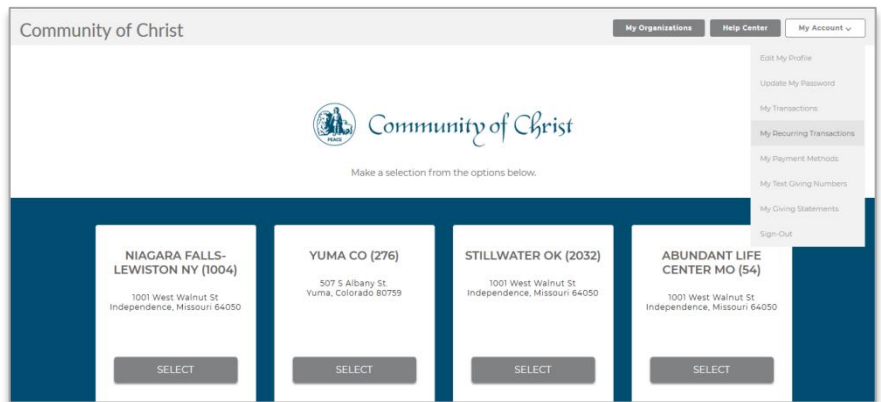 Community of Christ
My Organizations
Help Center
My Account
Edit My Profile
Update My Password
My Transactions
My Recurring Transactions
My Payment Methods
My Text Giving Numbers
My Giving Statements
Sign-Out
PEACE
Community of Christ
Make a selection from the options below.
NIAGARA FALLS-
LEWISTON NY (1004)
1001 West Walnut St
Independence, Missouri 64050
SELECT
YUMA CO (276)
507 S Albany St.
Yuma, Colorado 80759
SELECT
STILLWATER OK (2032)
1001 West Walnut St
Independence, Missouri 64050
SELECT
ABUNDANT LIFE
CENTER MO (54)
1001 West Walnut St
Independence, Missouri 64050
SELECT